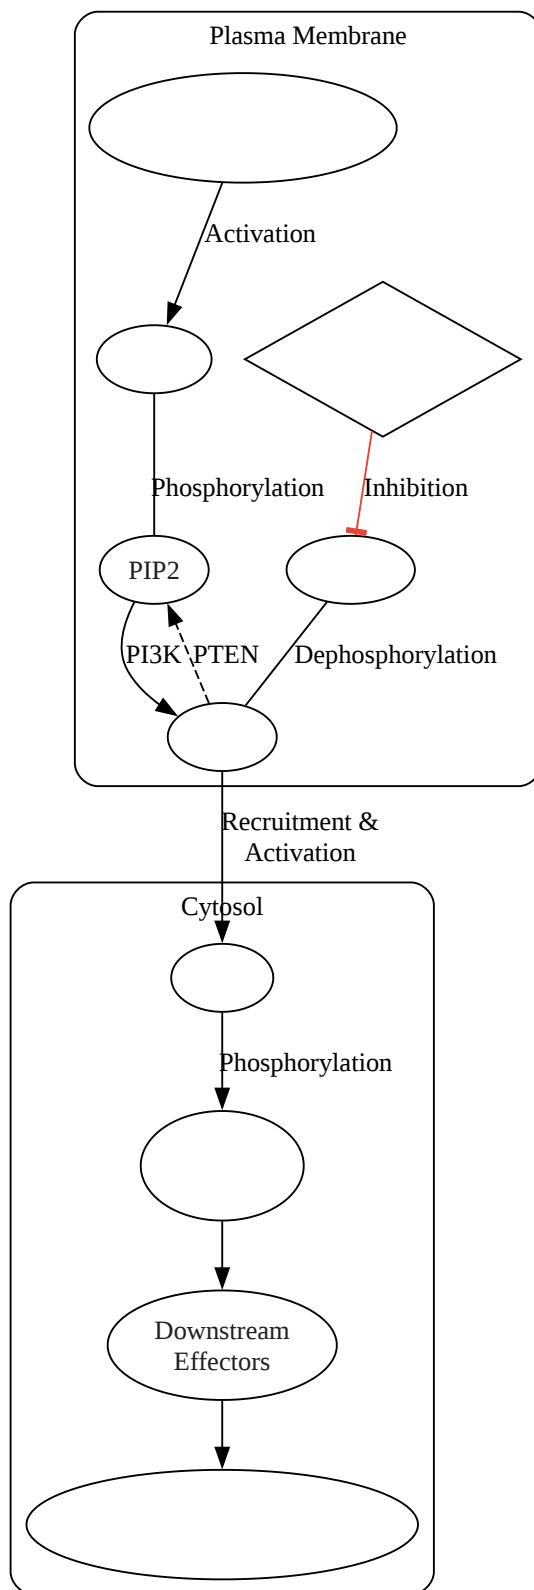 Plasma Membrane
Activation
Phosphorylation
Inhibition
PIP2
PI3K
PTEN
Dephosphorylation
Recruitment &
Activation
Cytosol
Phosphorylation
Downstream
Effectors